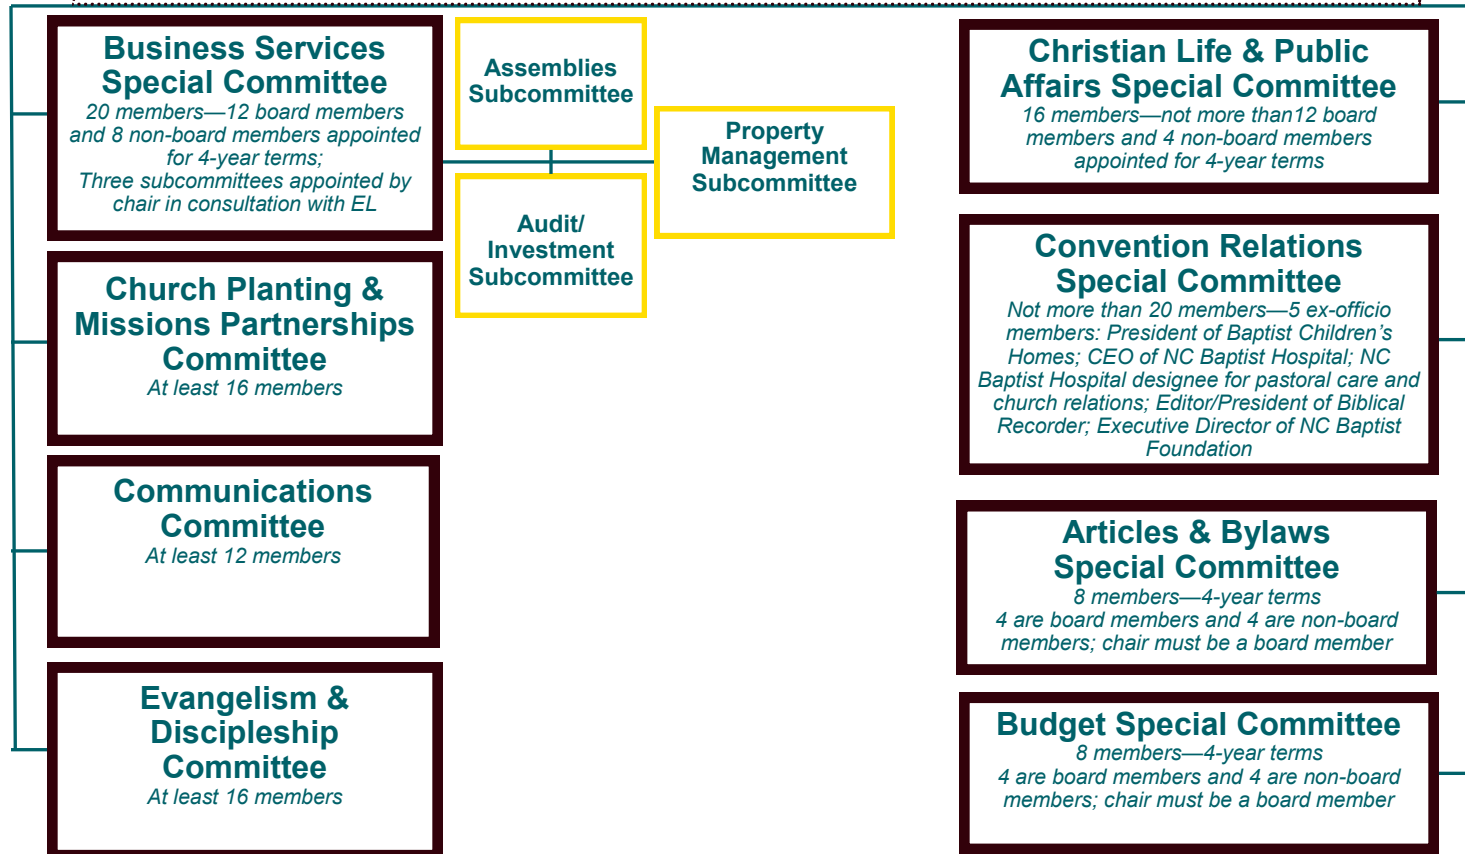 Business Services
Special Committee
20 members—12 board members
and 8 non-board members appointed
for 4-year terms;
Three subcommittees appointed by
chair in consultation with EL
Assemblies
Subcommittee
Property
Management
Subcommittee
Audit/
Investment
Subcommittee
Church Planting &
Missions Partnerships
Committee
At least 16 members
Communications
Committee
At least 12 members
Evangelism &
Discipleship
Committee
At least 16 members
Christian Life & Public
Affairs Special Committee
16 members—not more than12 board
members and 4 non-board members
appointed for 4-year terms
Convention Relations
Special Committee
Not more than 20 members—5 ex-officio
members: President of Baptist Children’s
Homes; CEO of NC Baptist Hospital; NC
Baptist Hospital designee for pastoral care and
church relations; Editor/President of Biblical
Recorder; Executive Director of NC Baptist
Foundation
Articles & Bylaws
Special Committee
8 members—4-year terms
4 are board members and 4 are non-board
members; chair must be a board member
Budget Special Committee
8 members—4-year terms
4 are board members and 4 are non-board
members; chair must be a board member